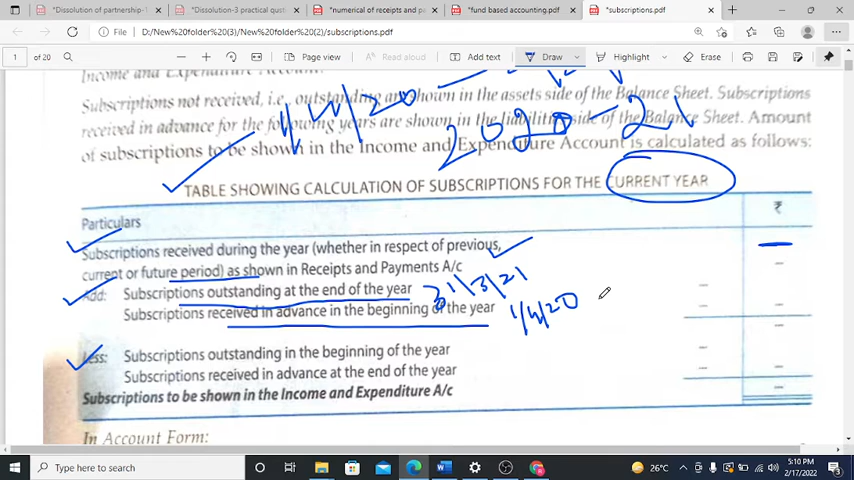 *Dissolution of partnership-1
*Dissolution-3 practical quest
*numerical of receipts and pa
*fund based accounting.pdf
*subscriptions.pdf
D:/New%20folder%20(3)/New%20folder%20(2)/subscriptions.pdf
1 of 20
Read aloud
Add text
Draw
Highlight
Erase
Income and Expenditure
Subscriptions not received, i.e., outstanding are shown in the assets side of the Balance Sheet. Subscriptions
received in advance for the following years are shown in the liabilities side of the Balance Sheet. Amount
of subscriptions to be shown in the Income and Expenditure Account is calculated as follows:
1/4/20
2020-21
TABLE SHOWING CALCULATION OF SUBSCRIPTIONS FOR THE CURRENT YEAR
Particulars ₹
Subscriptions received during the year (whether in respect of previous,
current or future period) as shown in Receipts and Payments A/c
Add: Subscriptions outstanding at the end of the year 31/3/21
Subscriptions received in advance in the beginning of the year 1/4/20
Less: Subscriptions outstanding in the beginning of the year
Subscriptions received in advance at the end of the year
Subscriptions to be shown in the Income and Expenditure A/c
In Account Form:
Type here to search
26°C
5:10 PM
2/17/2022